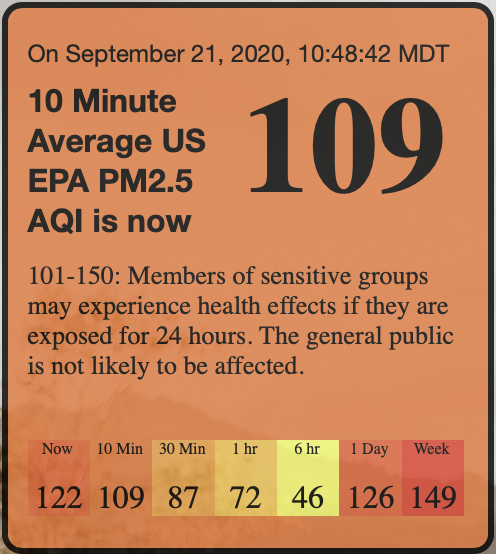 On September 21, 2020, 10:48:42 MDT
10 Minute
Average US
EPA PM2.5
AQI is now
109
101-150: Members of sensitive groups
may experience health effects if they are
exposed for 24 hours. The general public
is not likely to be affected.
Now 10 Min 30 Min 1 hr 6 hr 1 Day Week
122 109 87 72 46 126 149